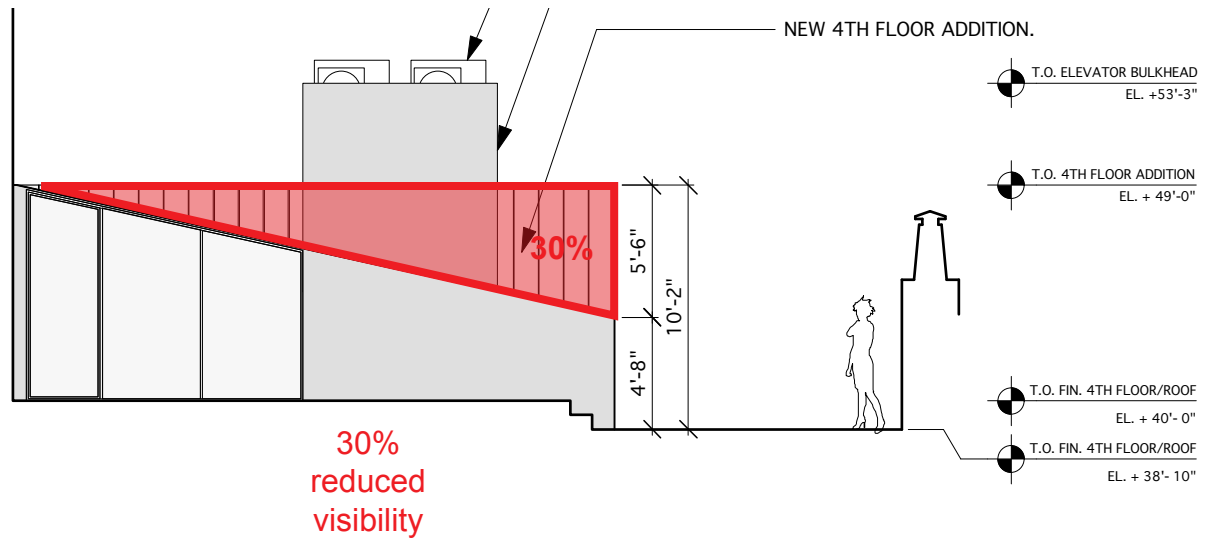 NEW 4TH FLOOR ADDITION.
T.O. ELEVATOR BULKHEAD
EL. +53'-3"
T.O. 4TH FLOOR ADDITION
EL. + 49'-0"
30%
5'-6"
10'-2"
4'-8"
T.O. FIN. 4TH FLOOR/ROOF
EL. + 40'- 0"
T.O. FIN. 4TH FLOOR/ROOF
EL. + 38'- 10"
30%
reduced
visibility